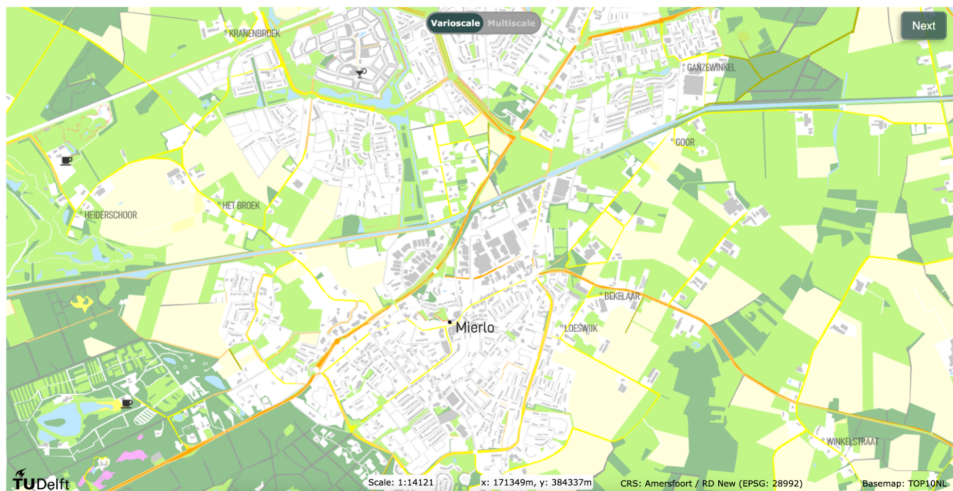 Varioscale Multiscale
Next
KRANENBROEK
GANZEWINKEL
GOOR
HET BROEK
HEIDERSCHOOR
BEKELAAR
Mierlo
LOESWIJK
WINKELSTRAAT
TUDelft
Scale: 1:14121
x: 171349m, y: 384337m
CRS: Amersfoort / RD New (EPSG: 28992)
Basemap: TOP10NL